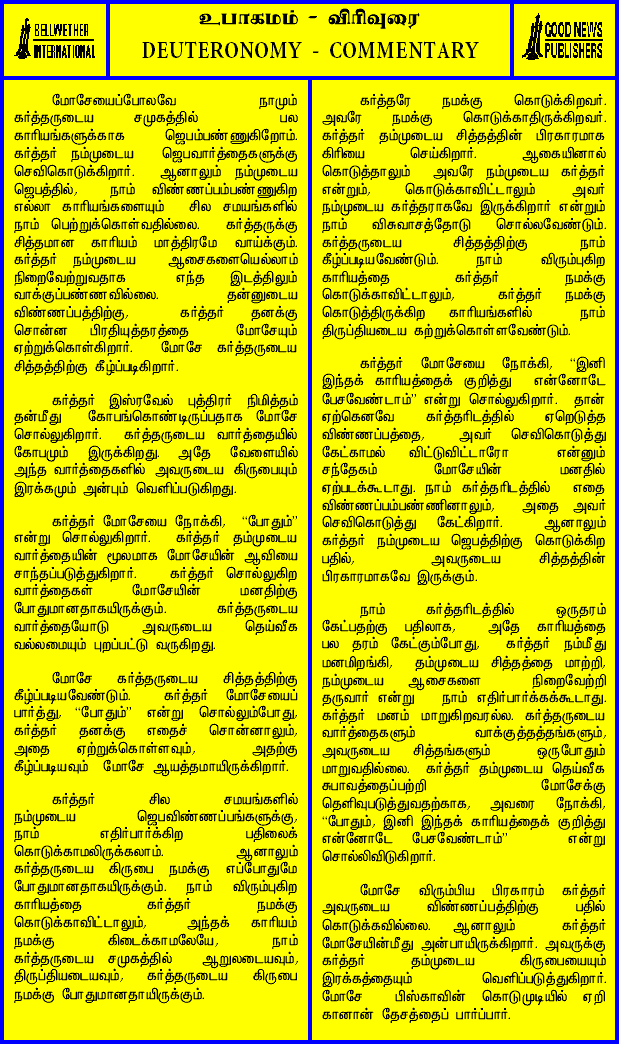 BELLWETHER
INTERNATIONAL
உபாகமம் - விரிவுரை
DEUTERONOMY - COMMENTARY
GOOD NEWS
PUBLISHERS
மோசேயைப்போலவே நாமும்
கர்த்தருடைய சமுகத்தில் பல
காரியங்களுக்காக ஜெபம்பண்ணுகிறோம்.
கர்த்தர் நம்முடைய ஜெபவார்த்தைகளுக்கு
செவிகொடுக்கிறார். ஆனாலும் நம்முடைய
ஜெபத்தில், நாம் விண்ணப்பம்பண்ணுகிற
எல்லா காரியங்களையும் சில சமயங்களில்
நாம் பெற்றுக்கொள்வதில்லை. கர்த்தருக்கு
சித்தமான காரியம் மாத்திரமே வாய்க்கும்.
கர்த்தர் நம்முடைய ஆசைகளையெல்லாம்
நிறைவேற்றுவதாக எந்த இடத்திலும்
வாக்குப்பண்ணவில்லை. தன்னுடைய
விண்ணப்பத்திற்கு, கர்த்தர் தனக்கு
சொன்ன பிரதியுத்தரத்தை மோசேயும்
ஏற்றுக்கொள்கிறார். மோசே கர்த்தருடைய
சித்தத்திற்கு கீழ்ப்படிகிறார்.
கர்த்தர் இஸ்ரவேல் புத்திரர் நிமித்தம்
தன்மீது கோபங்கொண்டிருப்பதாக மோசே
சொல்லுகிறார். கர்த்தருடைய வார்த்தையில்
கோபமும் இருக்கிறது. அதே வேளையில்
அந்த வார்த்தைகளில் அவருடைய கிருபையும்
இரக்கமும் அன்பும் வெளிப்படுகிறது.
கர்த்தர் மோசேயை நோக்கி, “போதும்”
என்று சொல்லுகிறார். கர்த்தர் தம்முடைய
வார்த்தையின் மூலமாக மோசேயின் ஆவியை
சாந்தப்படுத்துகிறார். கர்த்தர் சொல்லுகிற
வார்த்தைகள் மோசேயின் மனதிற்கு
போதுமானதாகயிருக்கும். கர்த்தருடைய
வார்த்தையோடு அவருடைய தெய்வீக
வல்லமையும் புறப்பட்டு வருகிறது.
மோசே கர்த்தருடைய சித்தத்திற்கு
கீழ்ப்படியவேண்டும். கர்த்தர் மோசேயைப்
பார்த்து, “போதும்” என்று சொல்லும்போது,
கர்த்தர் தனக்கு எதைச் சொன்னாலும்,
அதை ஏற்றுக்கொள்ளவும், அதற்கு
கீழ்ப்படியவும் மோசே ஆயத்தமாயிருக்கிறார்.
கர்த்தர் சில சமயங்களில்
நம்முடைய ஜெபவிண்ணப்பங்களுக்கு,
நாம் எதிர்பார்க்கிற பதிலைக்
கொடுக்காமலிருக்கலாம். ஆனாலும்
கர்த்தருடைய கிருபை நமக்கு எப்போதுமே
போதுமானதாகயிருக்கும். நாம் விரும்புகிற
காரியத்தை கர்த்தர் நமக்கு
கொடுக்காவிட்டாலும், அந்தக் காரியம்
நமக்கு கிடைக்காமலேயே, நாம்
கர்த்தருடைய சமுகத்தில் ஆறுலடையவும்,
திருப்தியடையவும், கர்த்தருடைய கிருபை
நமக்கு போதுமானதாயிருக்கும்.
கர்த்தரே நமக்கு கொடுக்கிறவர்.
அவரே நமக்கு கொடுக்காதிருக்கிறவர்.
கர்த்தர் தம்முடைய சித்தத்தின் பிரகாரமாக
கிரியை செய்கிறார். ஆகையினால்
கொடுத்தாலும் அவரே நம்முடைய கர்த்தர்
என்றும், கொடுக்காவிட்டாலும் அவர்
நம்முடைய கர்த்தராகவே இருக்கிறார் என்றும்
நாம் விசுவாசத்தோடு சொல்லவேண்டும்.
கர்த்தருடைய சித்தத்திற்கு நாம்
கீழ்ப்படியவேண்டும். நாம் விரும்புகிற
காரியத்தை கர்த்தர் நமக்கு
கொடுக்காவிட்டாலும், கர்த்தர் நமக்கு
கொடுத்திருக்கிற காரியங்களில் நாம்
திருப்தியடைய கற்றுக்கொள்ளவேண்டும்.
கர்த்தர் மோசேயை நோக்கி, “இனி
இந்தக் காரியத்தைக் குறித்து என்னோடே
பேசவேண்டாம்” என்று சொல்லுகிறார். தான்
ஏற்கெனவே கர்த்தரிடத்தில் ஏறெடுத்த
விண்ணப்பத்தை, அவர் செவிகொடுத்து
கேட்காமல் விட்டுவிட்டாரோ என்னும்
சந்தேகம் மோசேயின் மனதில்
ஏற்படக்கூடாது. நாம் கர்த்தரிடத்தில் எதை
விண்ணப்பம்பண்ணினாலும், அதை அவர்
செவிகொடுத்து கேட்கிறார். ஆனாலும்
கர்த்தர் நம்முடைய ஜெபத்திற்கு கொடுக்கிற
பதில், அவருடைய சித்தத்தின்
பிரகாரமாகவே இருக்கும்.
நாம் கர்த்தரிடத்தில் ஒருதரம்
கேட்பதற்கு பதிலாக, அதே காரியத்தை
பல தரம் கேட்கும்போது, கர்த்தர் நம்மீது
மனமிறங்கி, தம்முடைய சித்தத்தை மாற்றி,
நம்முடைய ஆசைகளை நிறைவேற்றி
தருவார் என்று நாம் எதிர்பார்க்கக்கூடாது.
கர்த்தர் மனம் மாறுகிறவரல்ல. கர்த்தருடைய
வார்த்தைகளும் வாக்குத்தத்தங்களும்,
அவருடைய சித்தங்களும் ஒருபோதும்
மாறுவதில்லை. கர்த்தர் தம்முடைய தெய்வீக
சுபாவத்தைப்பற்றி மோசேக்கு
தெளிவுபடுத்துவதற்காக, அவரை நோக்கி,
“போதும், இனி இந்தக் காரியத்தைக் குறித்து
என்னோடே பேசவேண்டாம்” என்று
சொல்லிவிடுகிறார்.
மோசே விரும்பிய பிரகாரம் கர்த்தர்
அவருடைய விண்ணப்பத்திற்கு பதில்
கொடுக்கவில்லை. ஆனாலும் கர்த்தர்
மோசேயின்மீது அன்பாயிருக்கிறார். அவருக்கு
கர்த்தர் தம்முடைய கிருபையையும்
இரக்கத்தையும் வெளிப்படுத்துகிறார்.
மோசே பிஸ்காவின் கொடுமுடியில் ஏறி
கானான் தேசத்தைப் பார்ப்பார்.